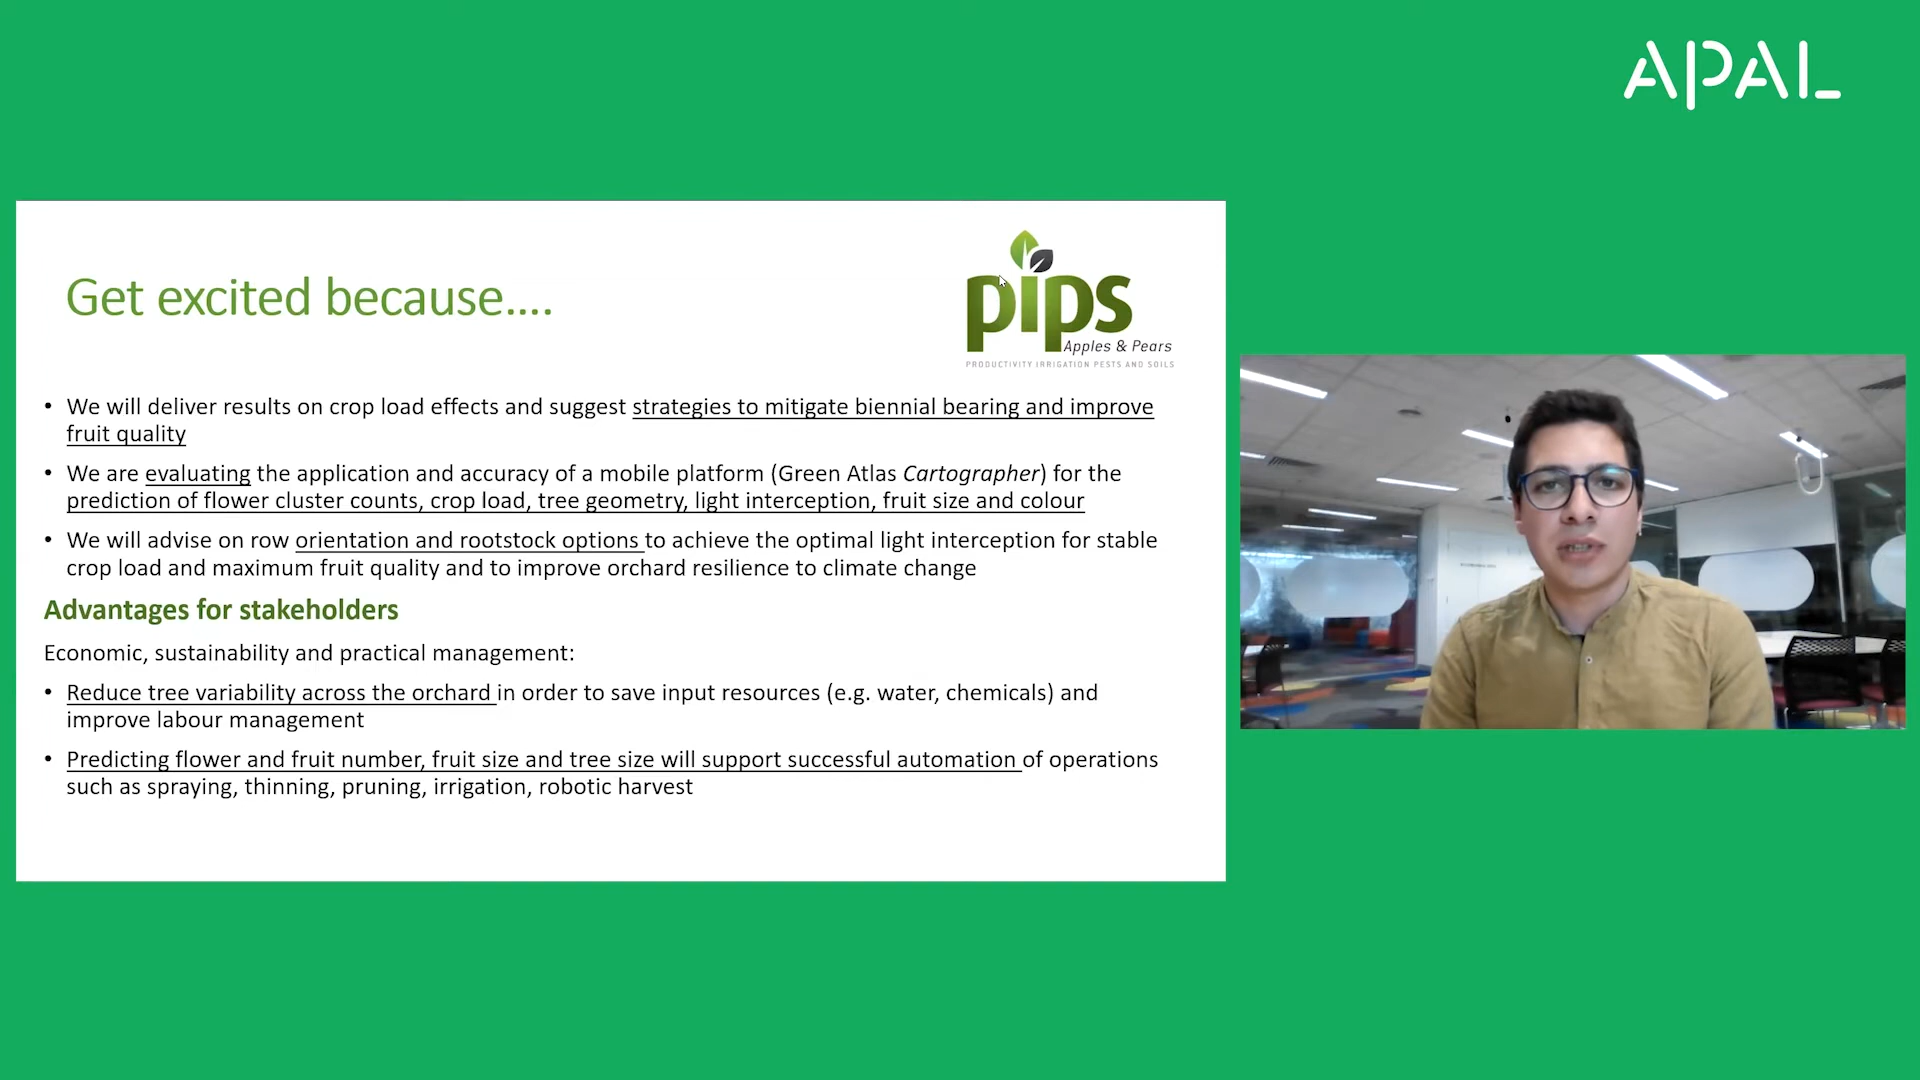 APAL
Get excited because....
pips
Apples & Pears
PRODUCTIVITY IRRIGATION PESTS AND SOILS
• We will deliver results on crop load effects and suggest strategies to mitigate biennial bearing and improve
fruit quality
• We are evaluating the application and accuracy of a mobile platform (Green Atlas Cartographer) for the
prediction of flower cluster counts, crop load, tree geometry, light interception, fruit size and colour
• We will advise on row orientation and rootstock options to achieve the optimal light interception for stable
crop load and maximum fruit quality and to improve orchard resilience to climate change
Advantages for stakeholders
Economic, sustainability and practical management:
• Reduce tree variability across the orchard in order to save input resources (e.g. water, chemicals) and
improve labour management
• Predicting flower and fruit number, fruit size and tree size will support successful automation of operations
such as spraying, thinning, pruning, irrigation, robotic harvest